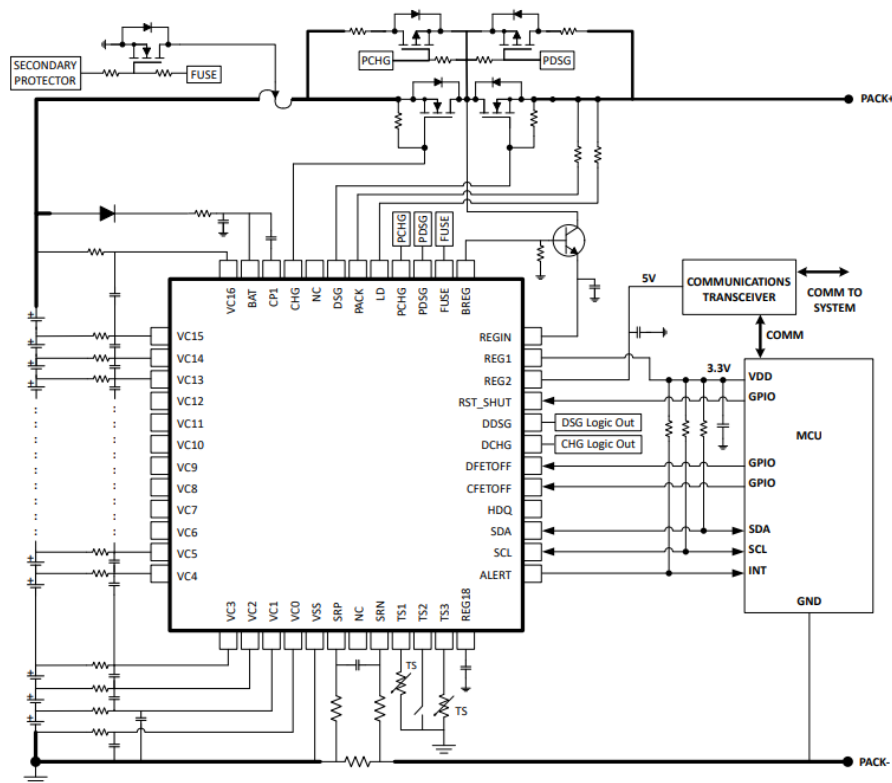 SECONDARY
PROTECTOR
FUSE
PCHG
PDSG
PACK+
PCHG
PDSG
FUSE
VC16
BAT
CP1
CHG
NC
DSG
PACK
LD
PCHG
PDSG
FUSE
BREG
VC15
VC14
VC13
VC12
VC11
VC10
VC9
VC8
VC7
VC6
VC5
VC4
REGIN
REG1
REG2
RST_SHUT
DDSG
DCHG
DFETOFF
CFETOFF
HDQ
SDA
SCL
ALERT
VC3
VC2
VC1
VC0
VSS
SRP
NC
SRN
TS1
TS2
TS3
REG18
TS
TS
DSG Logic Out
CHG Logic Out
5V
3.3V
COMMUNICATIONS
TRANSCEIVER
COMM TO
SYSTEM
COMM
VDD
GPIO
MCU
GPIO
GPIO
SDA
SCL
INT
GND
PACK-